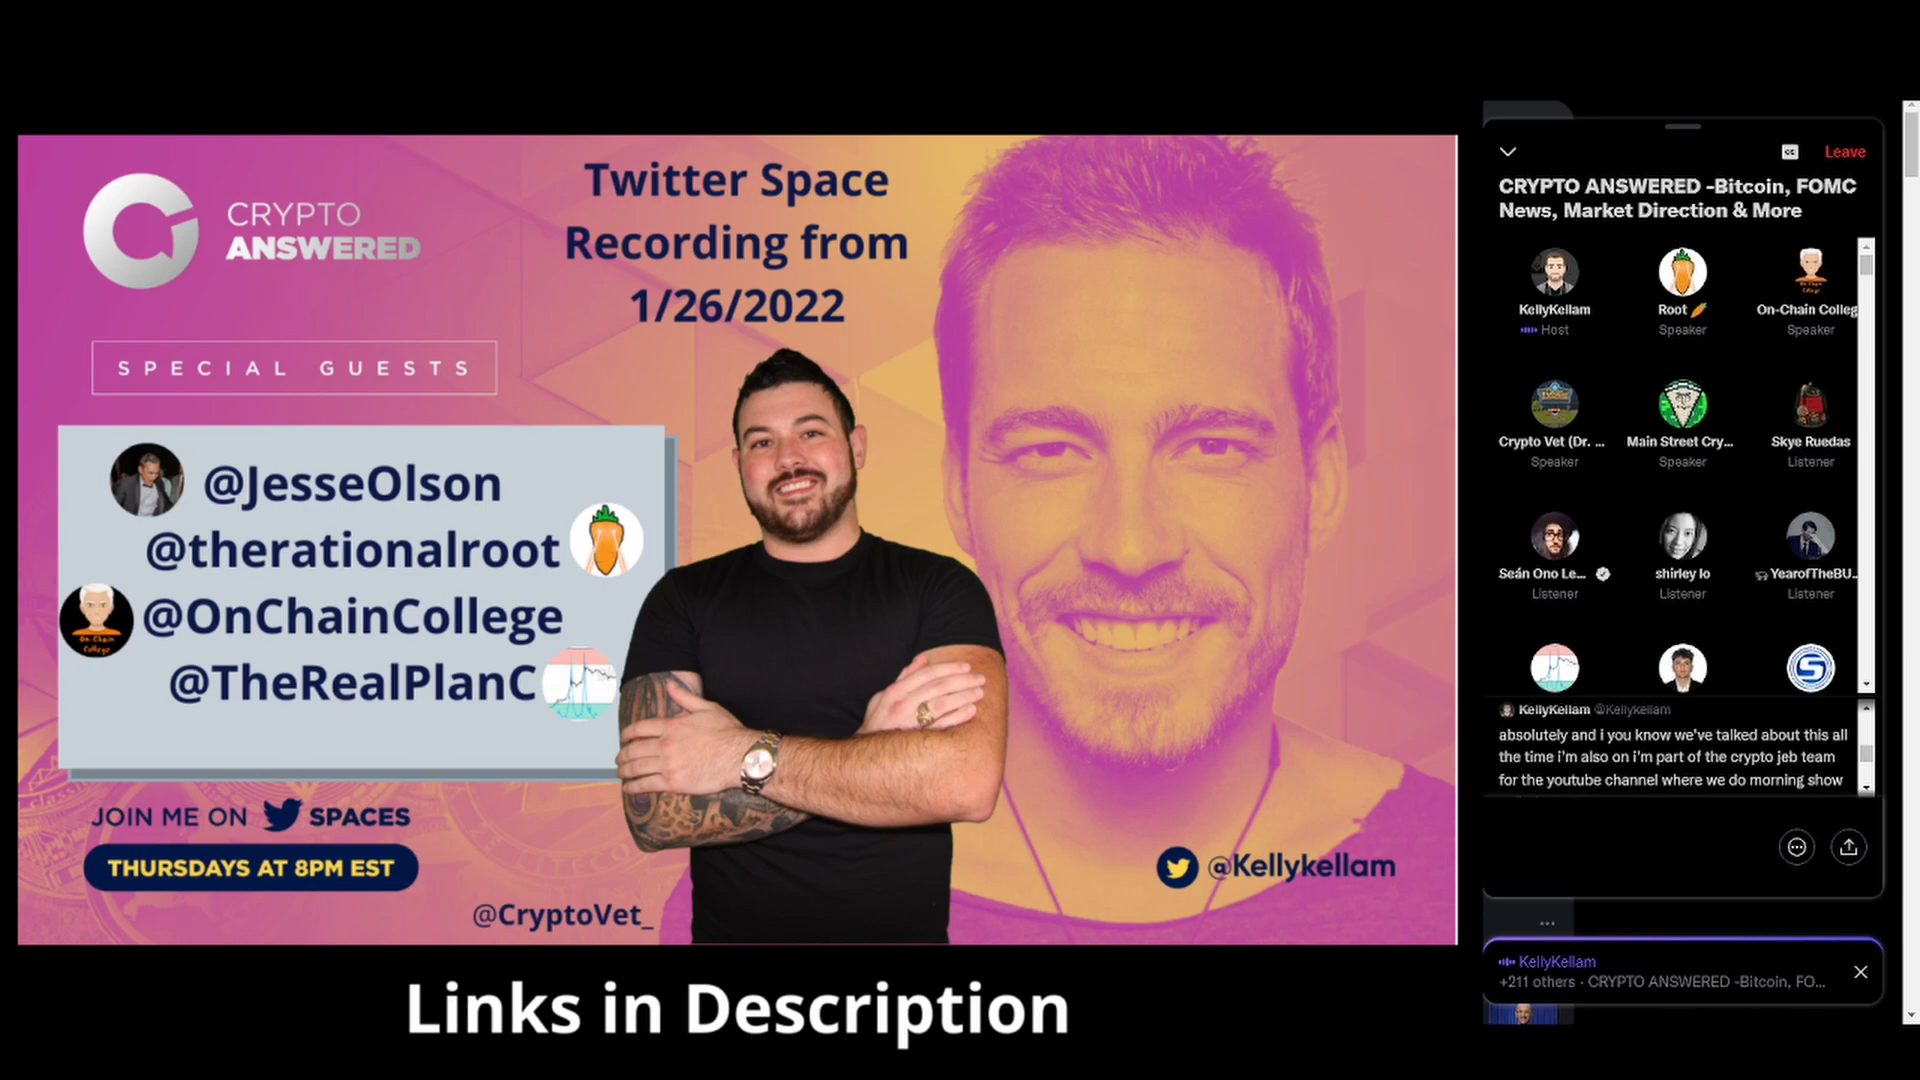 CRYPTO
ANSWERED
Twitter Space
Recording from
1/26/2022
SPECIAL GUESTS
@JesseOlson
@therationalroot
@OnChainCollege
On-Chain
College
@TheRealPlanC
JOIN ME ON SPACES
THURSDAYS AT 8PM EST
@CryptoVet_
@Kellykellam
Links in Description
CC
Leave
CRYPTO ANSWERED -Bitcoin, FOMC
News, Market Direction & More
KellyKellam
Host
Root
Speaker
On-Chain Colleg
Speaker
Crypto Vet (Dr. ...
Speaker
Main Street Cry...
Speaker
Skye Ruedas
Listener
Seán Ono Le...
Listener
shirley lo
Listener
YearofTheBU...
Listener
KellyKellam @Kellykellam
absolutely and i you know we've talked about this all
the time i'm also on i'm part of the crypto jeb team
for the youtube channel where we do morning show
KellyKellam
+211 others · CRYPTO ANSWERED -Bitcoin, FO...